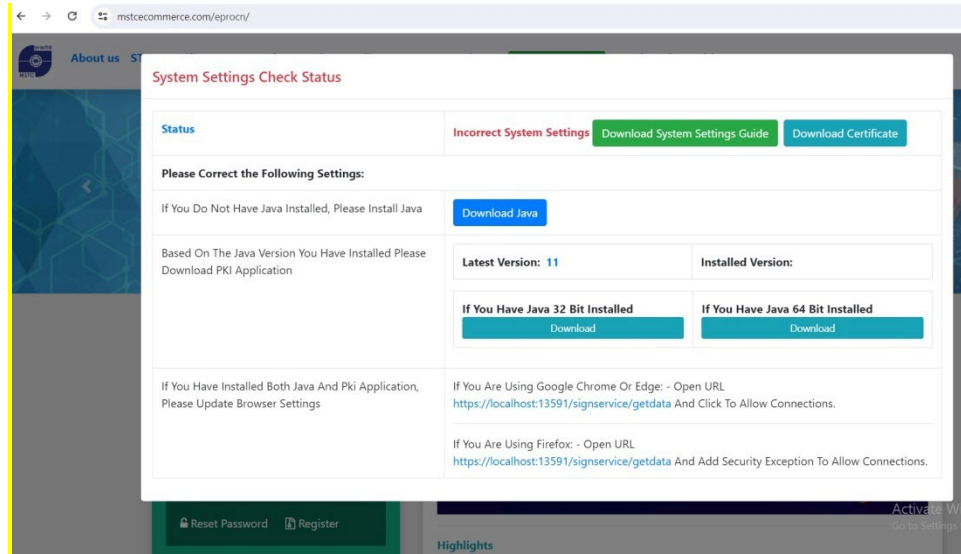 mstcecommerce.com/eprocn/
MSTC
About us ST
System Settings Check Status
Status
Incorrect System Settings Download System Settings Guide Download Certificate
Please Correct the Following Settings:
If You Do Not Have Java Installed, Please Install Java
Download Java
Based On The Java Version You Have Installed Please
Download PKI Application
Latest Version: 11 Installed Version:
If You Have Java 32 Bit Installed If You Have Java 64 Bit Installed
Download Download
If You Have Installed Both Java And Pki Application,
Please Update Browser Settings
If You Are Using Google Chrome Or Edge: - Open URL
https://localhost:13591/signservice/getdata And Click To Allow Connections.
If You Are Using Firefox: - Open URL
https://localhost:13591/signservice/getdata And Add Security Exception To Allow Connections.
Reset Password Register
Highlights
Activate W
Go to Settings